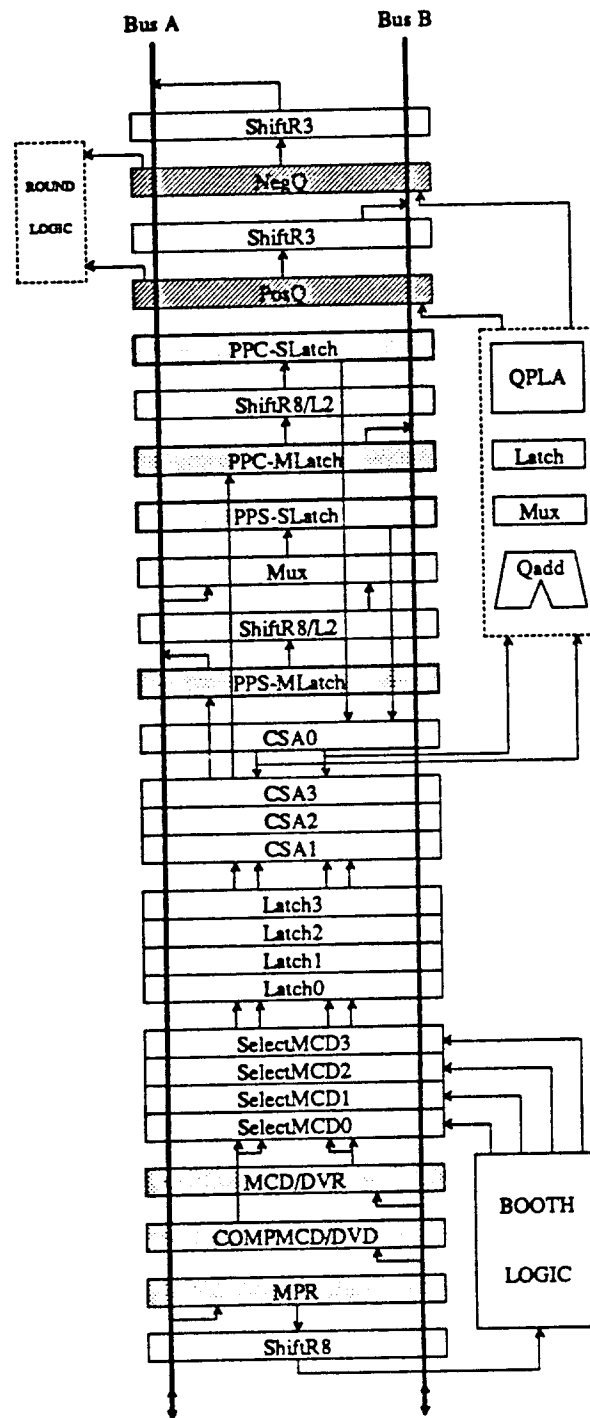 Bus A
Bus B
ShiftR3
NegQ
ROUND
LOGIC
ShiftR3
PosQ
PPC-SLatch
ShiftR8/L2
PPC-MLatch
PPS-SLatch
Mux
ShiftR8/L2
PPS-MLatch
QPLA
Latch
Mux
Qadd
CSA0
CSA3
CSA2
CSA1
Latch3
Latch2
Latch1
Latch0
SelectMCD3
SelectMCD2
SelectMCD1
SelectMCD0
MCD/DVR
COMPMCD/DVD
MPR
ShiftR8
BOOTH
LOGIC